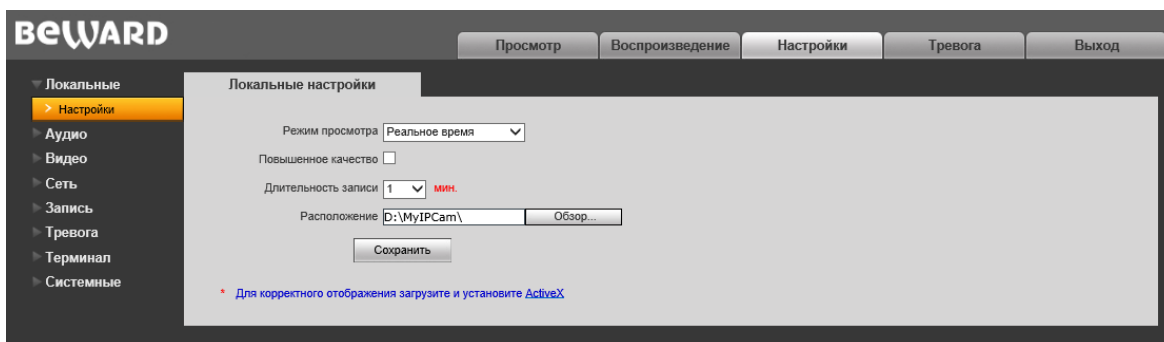 BEWARD
Просмотр Воспроизведение Настройки Тревога Выход
Локальные
> Настройки
Аудио
Видео
Сеть
Запись
Тревога
Терминал
Системные
Локальные настройки
Режим просмотра Реальное время
Повышенное качество
Длительность записи 1 мин.
Расположение D:\MyIPCam\ Обзор...
Сохранить
* Для корректного отображения загрузите и установите ActiveX